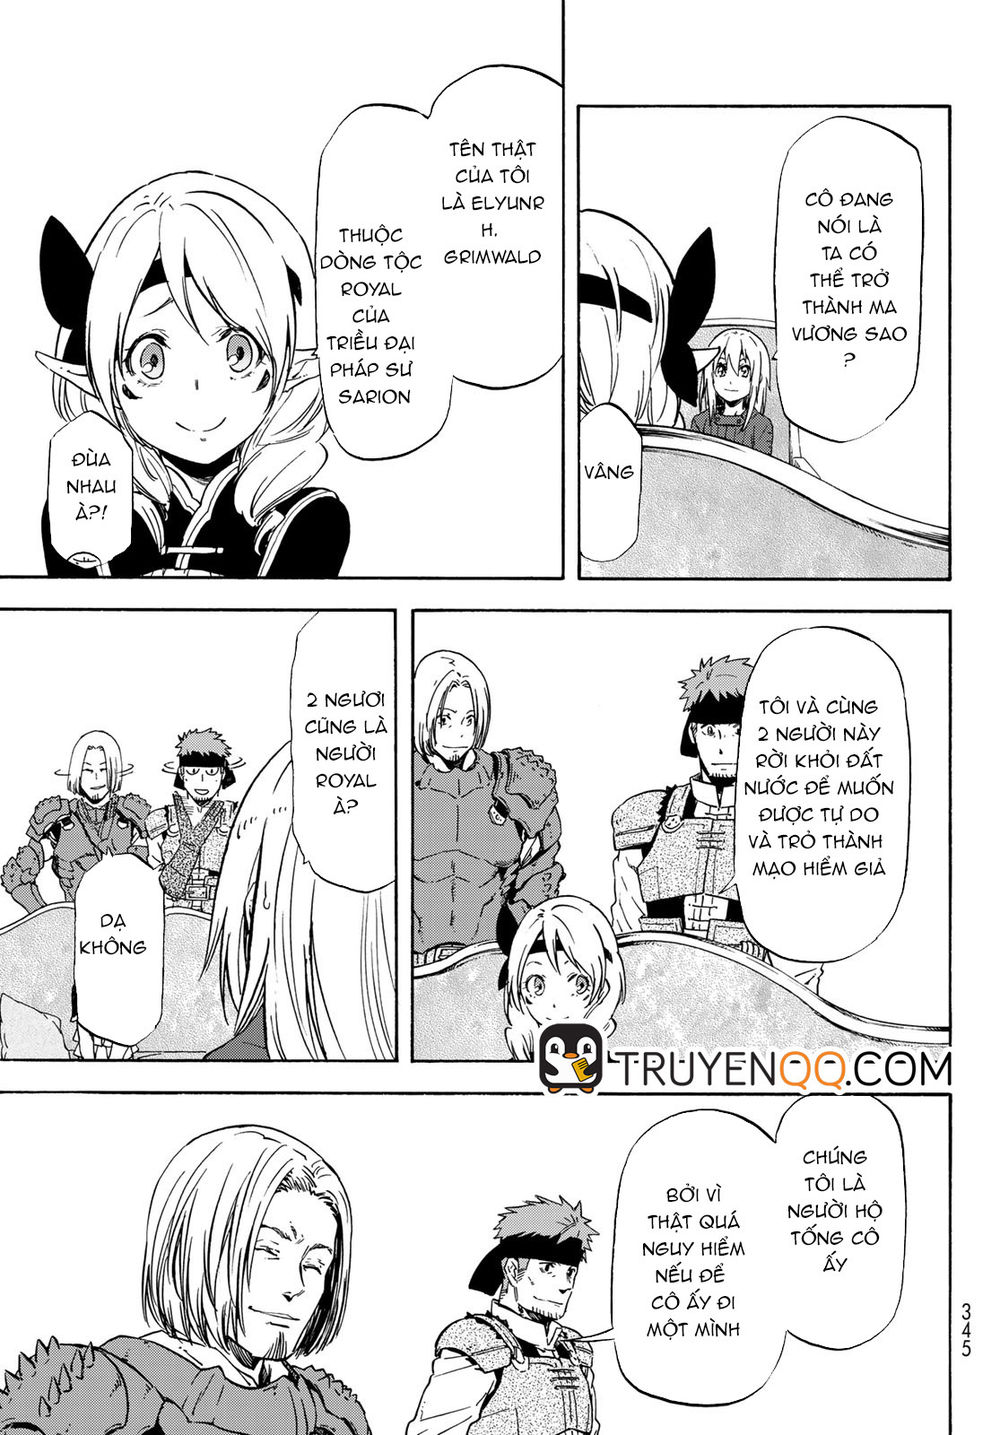 CÔ ĐANG
NÓI LÀ
TA CÓ
THỂ TRỞ
THÀNH MA
VƯƠNG SAO
?
VÂNG
TÊN THẬT
CỦA TÔI
LÀ ELYUNR
H.
GRIMWALD
THUỘC
DÒNG TỘC
ROYAL
CỦA
TRIỀU ĐẠI
PHÁP SƯ
SARION
ĐÙA
NHAU
À?!
TÔI VÀ CÙNG
2 NGƯỜI NÀY
RỜI KHỎI ĐẤT
NƯỚC ĐỂ MUỐN
ĐƯỢC TỰ DO
VÀ TRỞ THÀNH
MẠO HIỂM GIẢ
2 NGƯƠI
CŨNG LÀ
NGƯỜI
ROYAL
À?
DẠ
KHÔNG
TRUYENQQ.COM
CHÚNG
TÔI LÀ
NGƯỜI HỘ
TỐNG CÔ
ẤY
BỞI VÌ
THẬT QUÁ
NGUY HIỂM
NẾU ĐỂ
CÔ ẤY ĐI
MỘT MÌNH
345